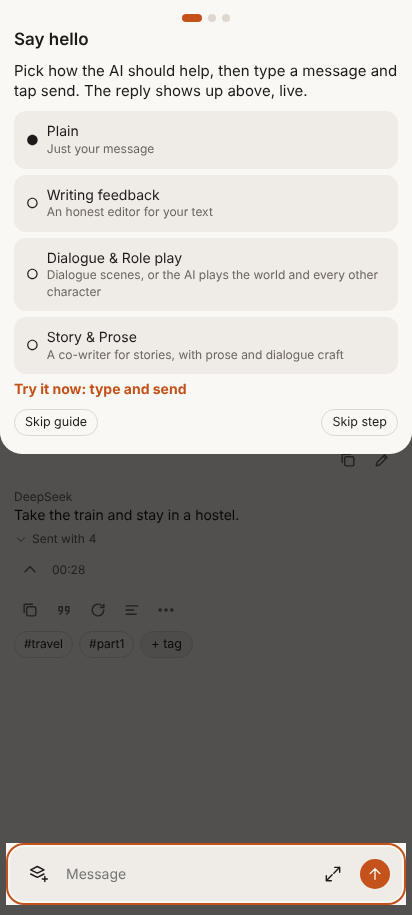 Say hello
Pick how the AI should help, then type a message and
tap send. The reply shows up above, live.
Plain
Just your message
Writing feedback
An honest editor for your text
Dialogue & Role play
Dialogue scenes, or the AI plays the world and every other
character
Story & Prose
A co-writer for stories, with prose and dialogue craft
Try it now: type and send
Skip guide
Skip step
DeepSeek
Take the train and stay in a hostel.
Sent with 4
00:28
#travel
#part1
+ tag
Message